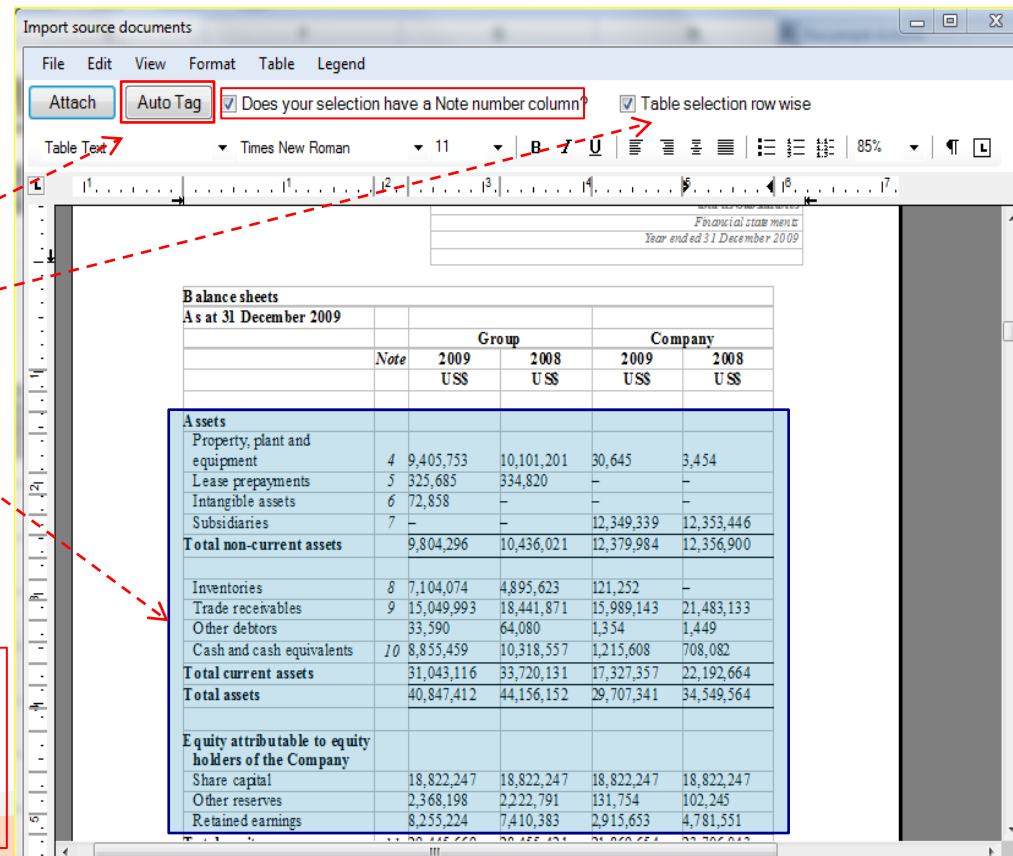 Import source documents
File Edit View Format Table Legend
Attach Auto Tag Does your selection have a Note number column? Table selection row wise
Table Text Times New Roman 11 B I U 85% ¶ L
L 1 1 2 3 4 5 6 7
Financial statements
Year ended 31 December 2009
Balance sheets
As at 31 December 2009
Group Company
Note 2009 2008 2009 2008
US$ US$ US$ US$
Assets
Property, plant and
equipment 4 9,405,753 10,101,201 30,645 3,454
Lease prepayments 5 325,685 334,820 – –
Intangible assets 6 72,858 – – –
Subsidiaries 7 – – 12,349,339 12,353,446
Total non-current assets 9,804,296 10,436,021 12,379,984 12,356,900
Inventories 8 7,104,074 4,895,623 121,252 –
Trade receivables 9 15,049,993 18,441,871 15,989,143 21,483,133
Other debtors 33,590 64,080 1,354 1,449
Cash and cash equivalents 10 8,855,459 10,318,557 1,215,608 708,082
Total current assets 31,043,116 33,720,131 17,327,357 22,192,664
Total assets 40,847,412 44,156,152 29,707,341 34,549,564
Equity attributable to equity
holders of the Company
Share capital 18,822,247 18,822,247 18,822,247 18,822,247
Other reserves 2,368,198 2,222,791 131,754 102,245
Retained earnings 8,255,224 7,410,383 2,915,653 4,781,551